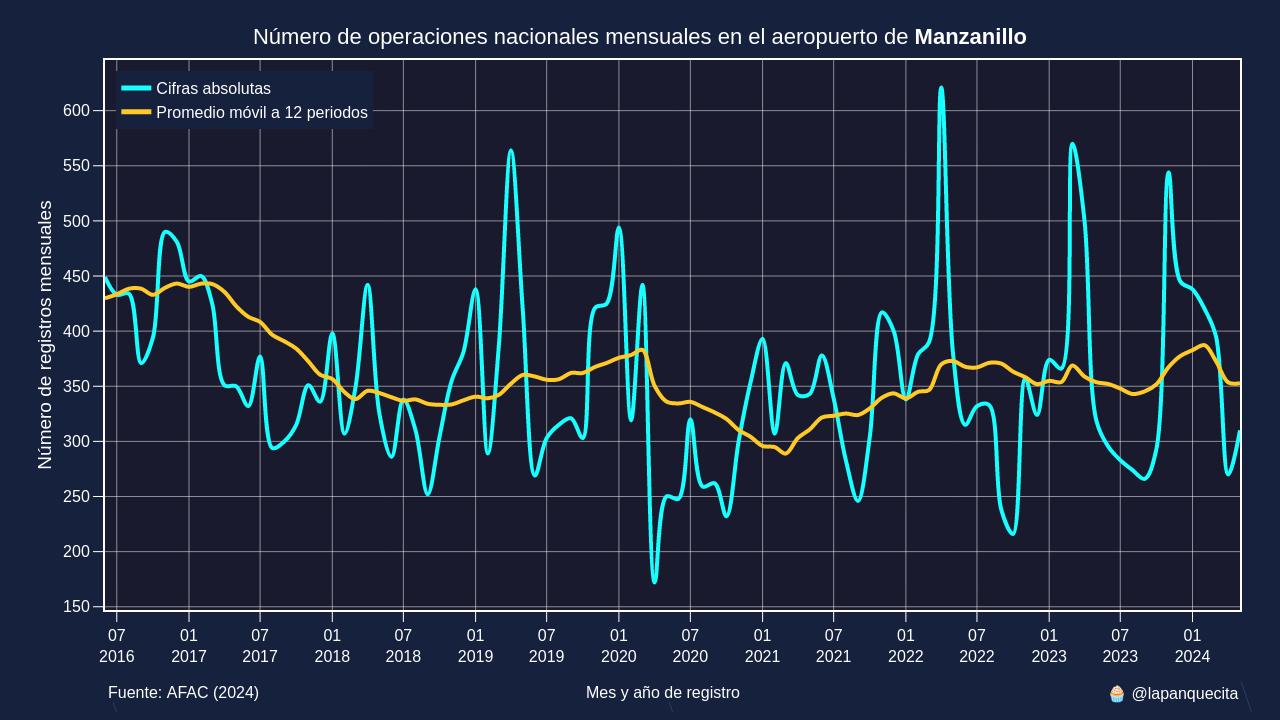 Número de operaciones nacionales mensuales en el aeropuerto de Manzanillo
Cifras absolutas
Promedio móvil a 12 periodos
Número de registros mensuales
600
550
500
450
400
350
300
250
200
150
07 01 07 01 07 01 07 01 07 01 07 01 07 01 07 01
2016 2017 2017 2018 2018 2019 2019 2020 2020 2021 2021 2022 2022 2023 2023 2024
Fuente: AFAC (2024) Mes y año de registro 🧁 @lapanquecita